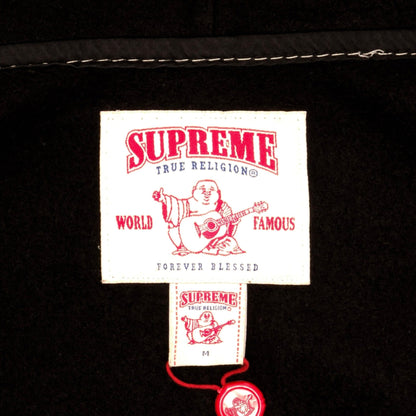 SUPREME
TRUE RELIGION®
WORLD FAMOUS
FOREVER BLESSED
SUPREME
TRUE RELIGION®
M